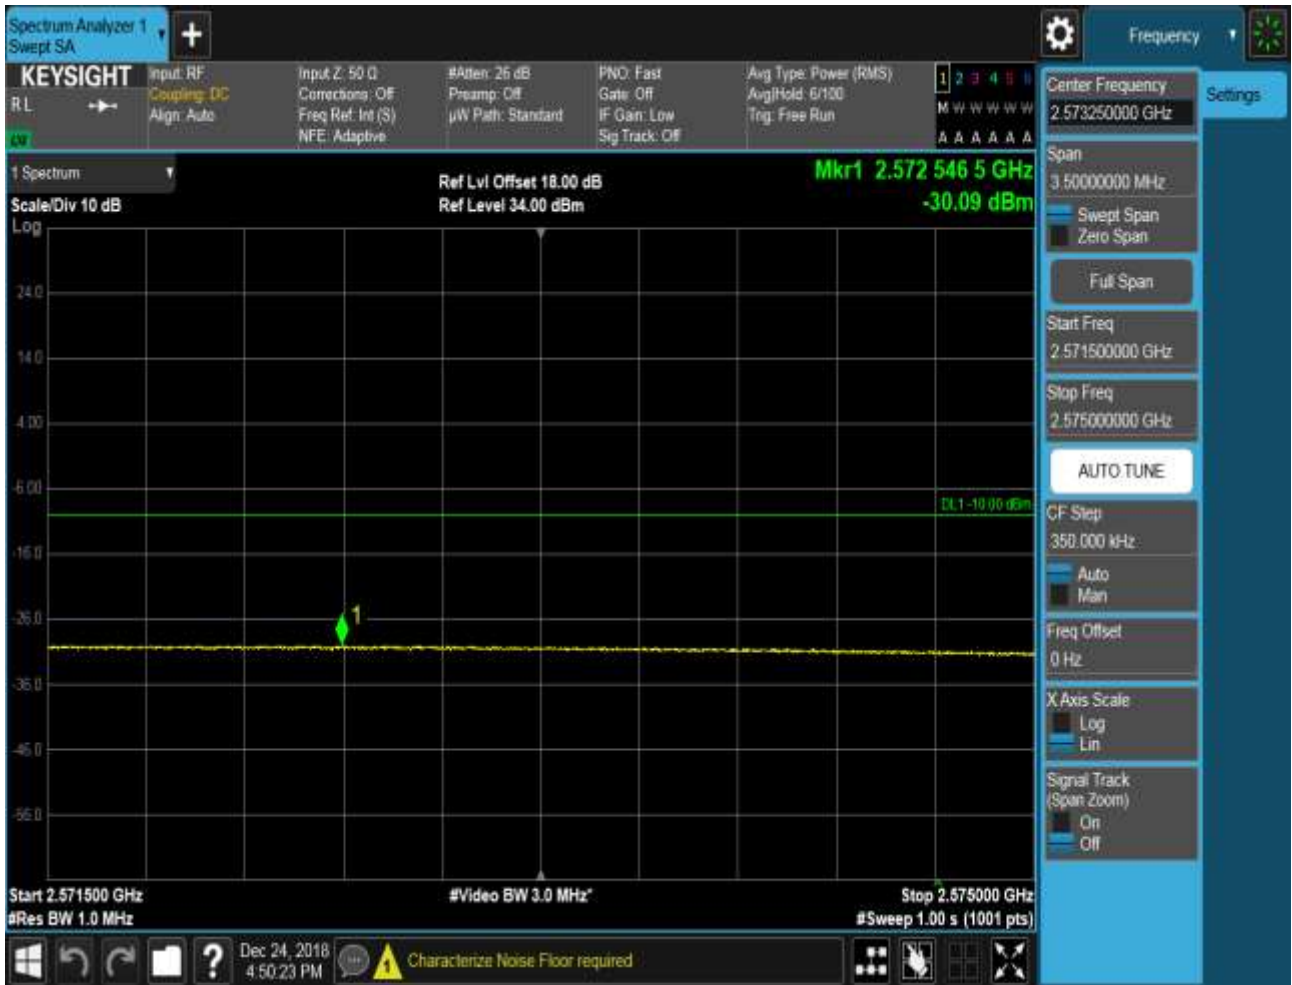 Spectrum Analyzer 1
Swept SA
+
Frequency
KEYSIGHT
RL
Input: RF
Coupling: DC
Align: Auto
Input Z: 50 Ω
Corrections: Off
Freq Ref: Int (S)
NFE: Adaptive
#Atten: 26 dB
Preamp: Off
µW Path: Standard
PNO: Fast
Gate: Off
IF Gain: Low
Sig Track: Off
Avg Type: Power (RMS)
Avg|Hold: 6/100
Trig: Free Run
1 2 3 4 5 6
M W W W W W
A A A A A A
1 Spectrum
Scale/Div 10 dB
Log
Ref Lvl Offset 18.00 dB
Ref Level 34.00 dBm
Mkr1 2.572 546 5 GHz
-30.09 dBm
24.0
14.0
4.00
-6.00
-16.0
-26.0
-36.0
-46.0
-56.0
DL1 -10.00 dBm
1
Start 2.571500 GHz
#Res BW 1.0 MHz
#Video BW 3.0 MHz*
Stop 2.575000 GHz
#Sweep 1.00 s (1001 pts)
Center Frequency
2.573250000 GHz
Settings
Span
3.50000000 MHz
Swept Span
Zero Span
Full Span
Start Freq
2.571500000 GHz
Stop Freq
2.575000000 GHz
AUTO TUNE
CF Step
350.000 kHz
Auto
Man
Freq Offset
0 Hz
X Axis Scale
Log
Lin
Signal Track
(Span Zoom)
On
Off
?
Dec 24, 2018
4:50:23 PM
1
Characterize Noise Floor required